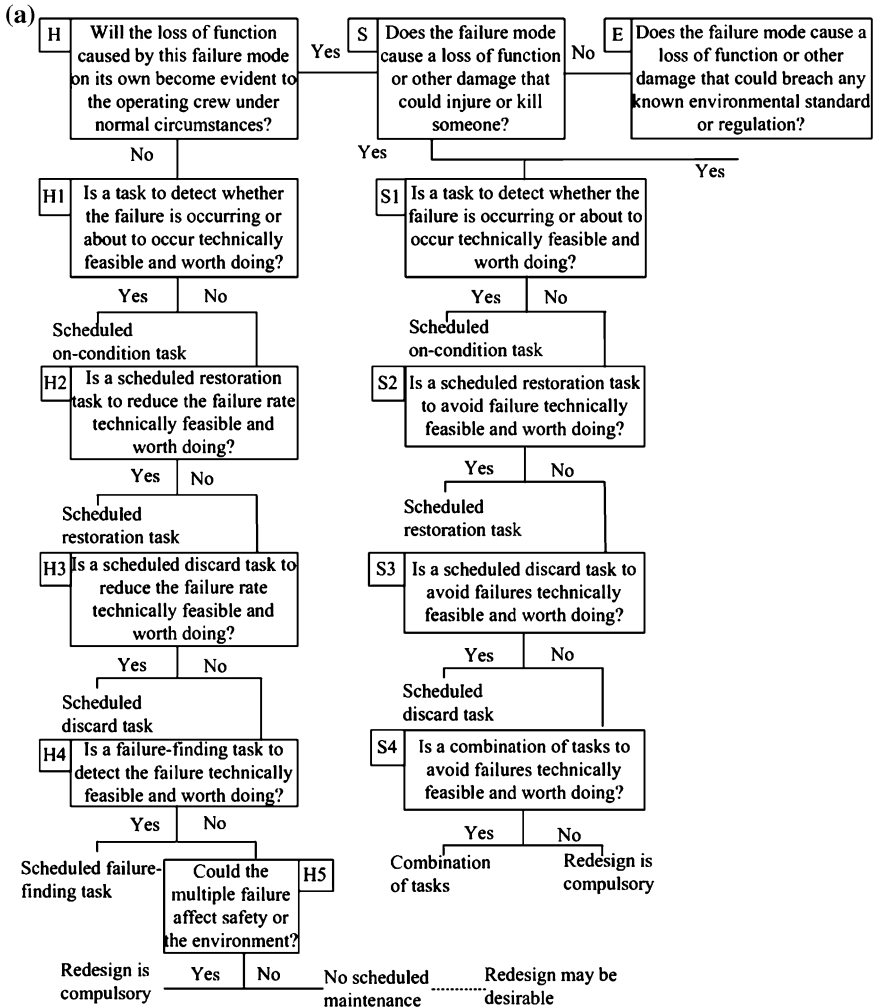 (a)
H
Will the loss of function
caused by this failure mode
on its own become evident to
the operating crew under
normal circumstances?
Yes
S
Does the failure mode
cause a loss of function
or other damage that
could injure or kill
someone?
No
E
Does the failure mode cause a
loss of function or other
damage that could breach any
known environmental standard
or regulation?
No
Yes
Yes
H1
Is a task to detect whether
the failure is occurring or
about to occur technically
feasible and worth doing?
S1
Is a task to detect whether the
failure is occurring or about to
occur technically feasible and
worth doing?
Yes
No
Scheduled
on-condition task
Yes
No
Scheduled
on-condition task
H2
Is a scheduled restoration
task to reduce the failure rate
technically feasible and
worth doing?
S2
Is a scheduled restoration task
to avoid failure technically
feasible and worth doing?
Yes
No
Scheduled
restoration task
Yes
No
Scheduled
restoration task
H3
Is a scheduled discard task to
reduce the failure rate
technically feasible and
worth doing?
S3
Is a scheduled discard task to
avoid failures technically
feasible and worth doing?
Yes
No
Scheduled
discard task
Yes
No
Scheduled
discard task
H4
Is a failure-finding task to
detect the failure technically
feasible and worth doing?
S4
Is a combination of tasks to
avoid failures technically
feasible and worth doing?
Yes
No
Scheduled failure-
finding task
Yes
No
Combination
of tasks
Redesign is
compulsory
Could the
multiple failure
affect safety or
the environment?
H5
Redesign is
compulsory
Yes
No
No scheduled
maintenance
Redesign may be
desirable